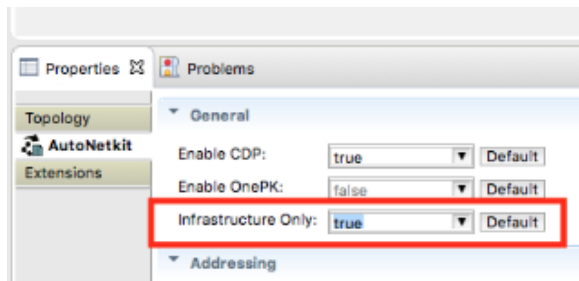 Properties Problems
Topology
AutoNetkit
Extensions
General
Enable CDP: true Default
Enable OnePK: false Default
Infrastructure Only: true Default
Addressing